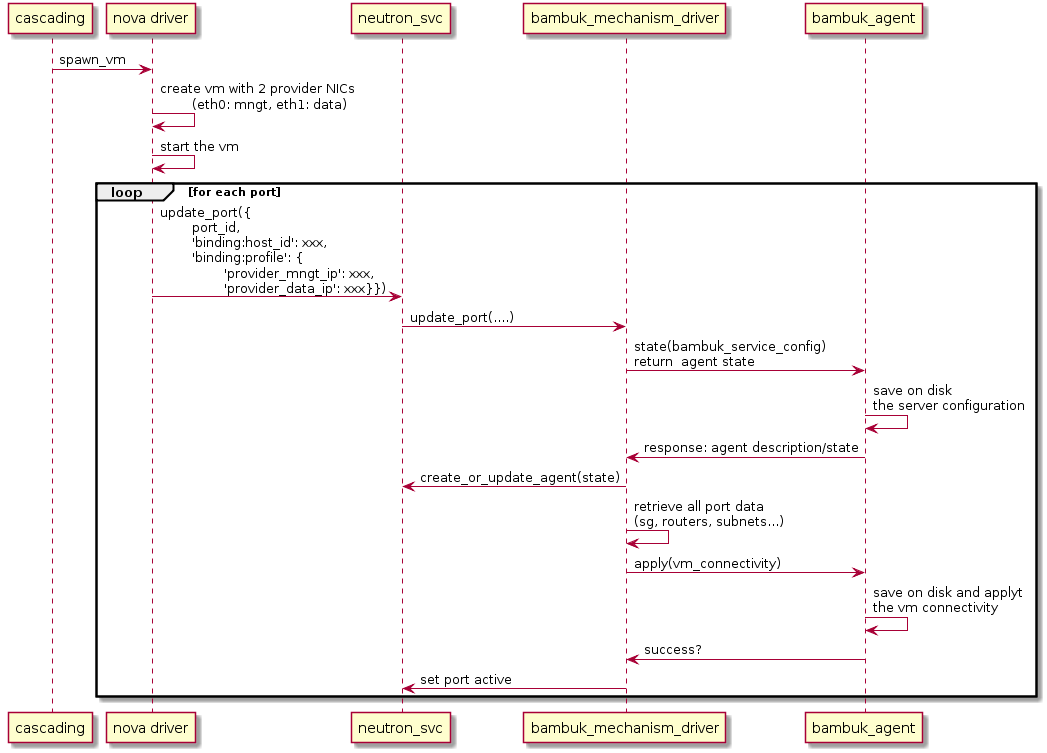 cascading
nova driver
neutron_svc
bambuk_mechanism_driver
bambuk_agent
spawn_vm
create vm with 2 provider NICs
(eth0: mngt, eth1: data)
start the vm
loop
[for each port]
update_port({
port_id,
'binding:host_id': xxx,
'binding:profile': {
'provider_mngt_ip': xxx,
'provider_data_ip': xxx}})
update_port(....)
state(bambuk_service_config)
return  agent state
save on disk
the server configuration
response: agent description/state
create_or_update_agent(state)
retrieve all port data
(sg, routers, subnets...)
apply(vm_connectivity)
save on disk and applyt
the vm connectivity
success?
set port active
cascading
nova driver
neutron_svc
bambuk_mechanism_driver
bambuk_agent